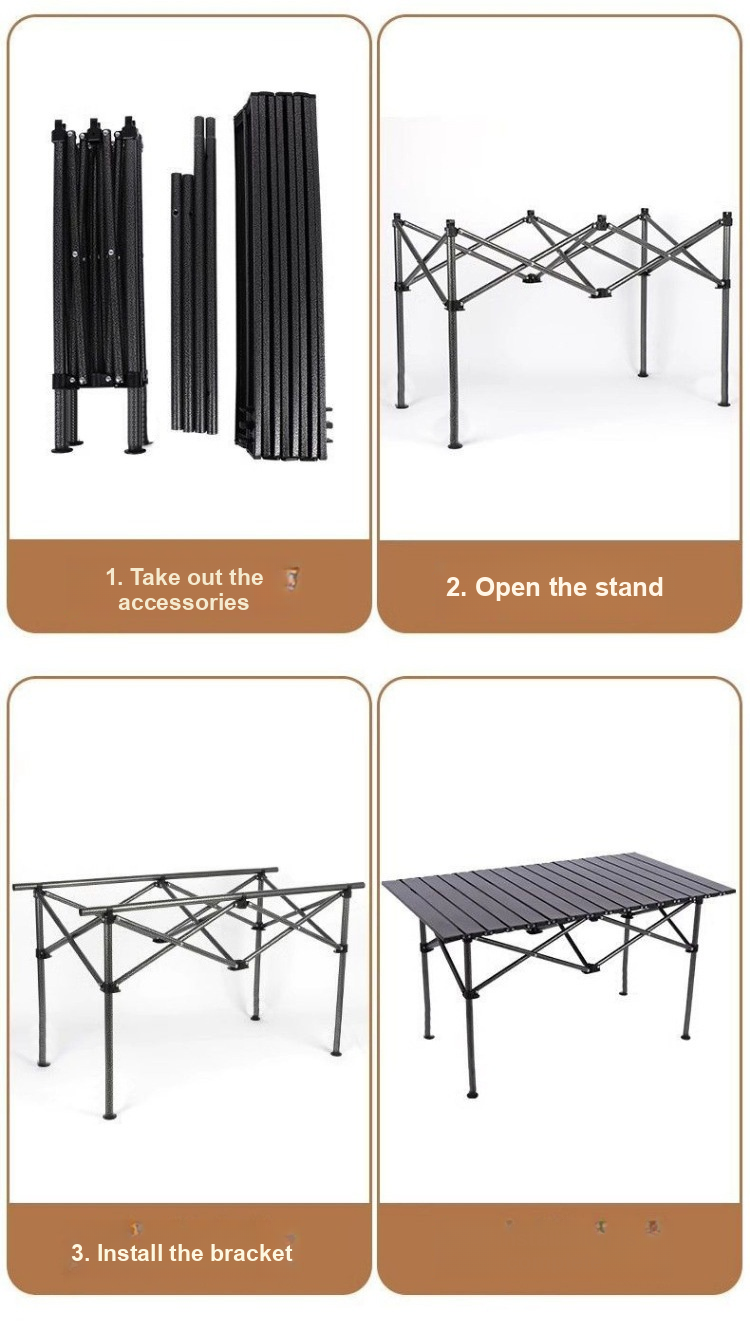 1. Take out the
accessories
2. Open the stand
3. Install the bracket